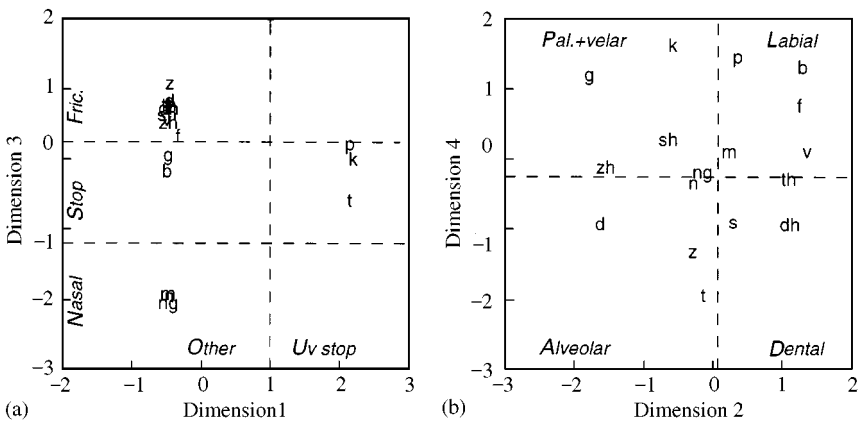 2
1
0
−1
−2
−3
Dimension 3
Fric.
Stop
Nasal
z
f
g
b
m
p
k
t
Other
Uv stop
−2
−1
0
1
2
3
(a)
Dimension1
2
1
0
−1
−2
−3
Dimension 4
Pal.+velar
k
p
Labial
g
b
f
sh
m
v
zh
ng
n
th
d
s
dh
z
t
Alveolar
Dental
−3
−2
−1
0
1
2
(b)
Dimension 2